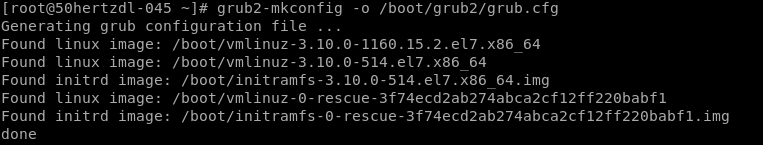 [root@50hertzdl-045 ~]# grub2-mkconfig -o /boot/grub2/grub.cfg
Generating grub configuration file ...
Found linux image: /boot/vmlinuz-3.10.0-1160.15.2.el7.x86_64
Found linux image: /boot/vmlinuz-3.10.0-514.el7.x86_64
Found initrd image: /boot/initramfs-3.10.0-514.el7.x86_64.img
Found linux image: /boot/vmlinuz-0-rescue-3f74ecd2ab274abca2cf12ff220babf1
Found initrd image: /boot/initramfs-0-rescue-3f74ecd2ab274abca2cf12ff220babf1.img
done